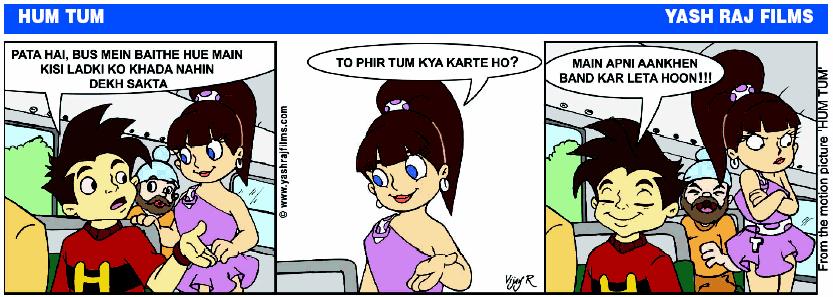 HUM TUM
YASH RAJ FILMS
PATA HAI, BUS MEIN BAITHE HUE MAIN
KISI LADKI KO KHADA NAHIN
DEKH SAKTA
H
© www.yashrajfilms.com
TO PHIR TUM KYA KARTE HO?
Vijay R
MAIN APNI AANKHEN
BAND KAR LETA HOON!!!
H
From the motion picture 'HUM TUM'